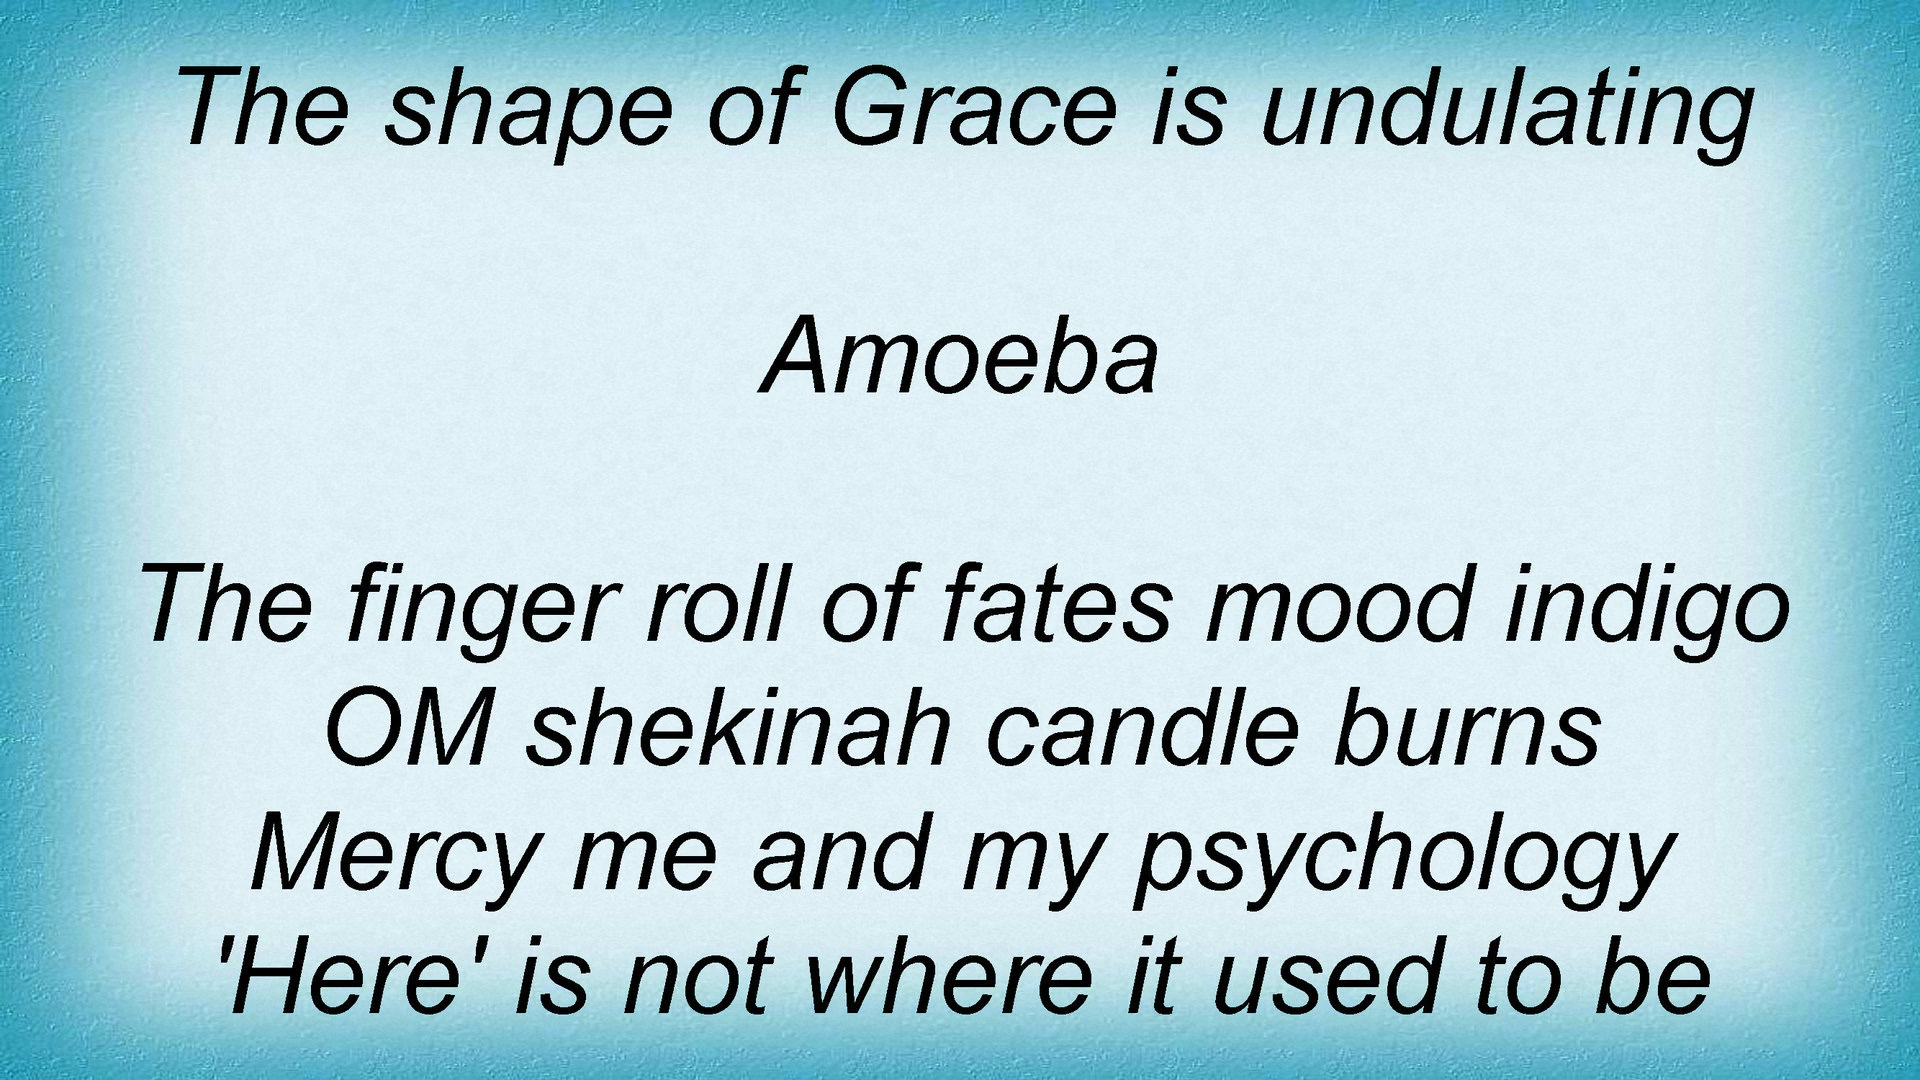 The shape of Grace is undulating
Amoeba
The finger roll of fates mood indigo
OM shekinah candle burns
Mercy me and my psychology
'Here' is not where it used to be